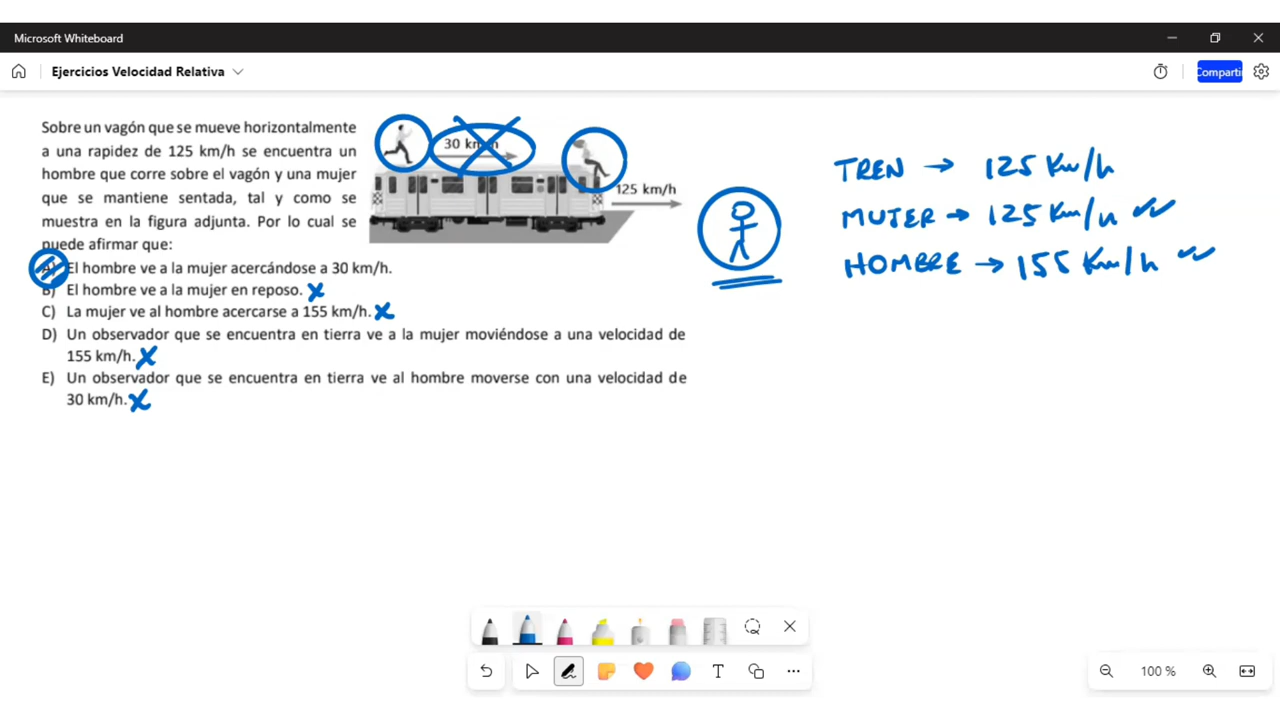 Microsoft Whiteboard
Ejercicios Velocidad Relativa
Comparti
Sobre un vagón que se mueve horizontalmente
a una rapidez de 125 km/h se encuentra un
hombre que corre sobre el vagón y una mujer
que se mantiene sentada, tal y como se
muestra en la figura adjunta. Por lo cual se
puede afirmar que:
A) El hombre ve a la mujer acercándose a 30 km/h.
B) El hombre ve a la mujer en reposo.
C) La mujer ve al hombre acercarse a 155 km/h.
D) Un observador que se encuentra en tierra ve a la mujer moviéndose a una velocidad de
155 km/h.
E) Un observador que se encuentra en tierra ve al hombre moverse con una velocidad de
30 km/h.
30 km/h
125 km/h
TREN → 125 Km/h
MUJER → 125 Km/h
HOMBRE → 155 Km/h
100 %